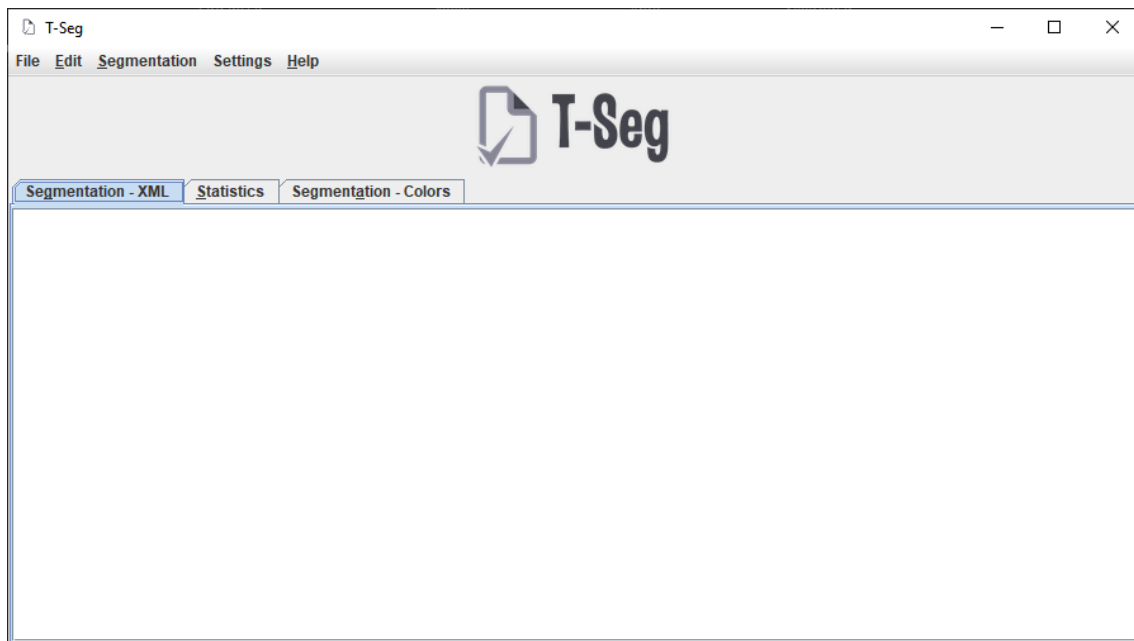 T-Seg
File Edit Segmentation Settings Help
T-Seg
Segmentation - XML Statistics Segmentation - Colors